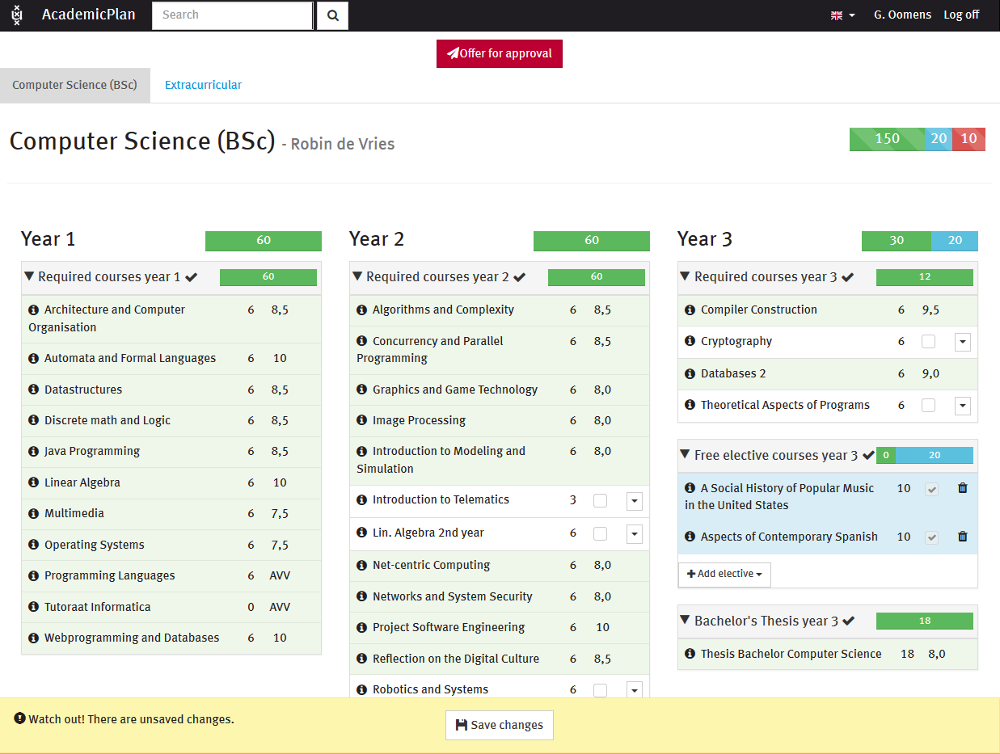 AcademicPlan Search G. Oomens Log off
Offer for approval
Computer Science (BSc) Extracurricular
Computer Science (BSc) - Robin de Vries 150 20 10
Year 1 60
Required courses year 1 60
Architecture and Computer 6 8,5
Organisation
Automata and Formal Languages 6 10
Datastructures 6 8,5
Discrete math and Logic 6 8,5
Java Programming 6 8,5
Linear Algebra 6 10
Multimedia 6 7,5
Operating Systems 6 7,5
Programming Languages 6 AVV
Tutoraat Informatica 0 AVV
Webprogramming and Databases 6 10
Year 2 60
Required courses year 2 60
Algorithms and Complexity 6 8,5
Concurrency and Parallel 6 8,5
Programming
Graphics and Game Technology 6 8,0
Image Processing 6 8,0
Introduction to Modeling and 6 8,0
Simulation
Introduction to Telematics 3
Lin. Algebra 2nd year 6
Net-centric Computing 6 8,0
Networks and System Security 6 8,0
Project Software Engineering 6 10
Reflection on the Digital Culture 6 8,5
Robotics and Systems 6
Year 3 30 20
Required courses year 3 12
Compiler Construction 6 9,5
Cryptography 6
Databases 2 6 9,0
Theoretical Aspects of Programs 6
Free elective courses year 3 0 20
A Social History of Popular Music 10
in the United States
Aspects of Contemporary Spanish 10
Add elective
Bachelor's Thesis year 3 18
Thesis Bachelor Computer Science 18 8,0
Watch out! There are unsaved changes. Save changes